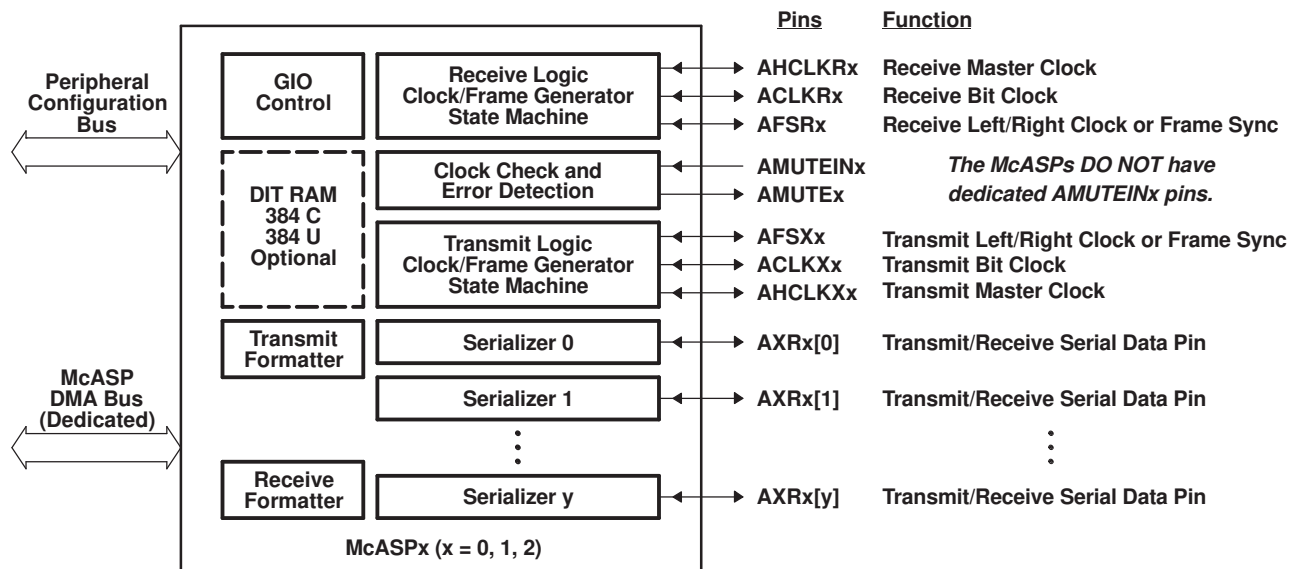 Pins Function
Peripheral
Configuration
Bus
GIO
Control
Receive Logic
Clock/Frame Generator
State Machine
AHCLKRx Receive Master Clock
ACLKRx Receive Bit Clock
AFSRx Receive Left/Right Clock or Frame Sync
DIT RAM
384 C
384 U
Optional
Clock Check and
Error Detection
AMUTEINx
AMUTEx
The McASPs DO NOT have
dedicated AMUTEINx pins.
Transmit Logic
Clock/Frame Generator
State Machine
AFSXx Transmit Left/Right Clock or Frame Sync
ACLKXx Transmit Bit Clock
AHCLKXx Transmit Master Clock
Transmit
Formatter
Serializer 0
AXRx[0] Transmit/Receive Serial Data Pin
McASP
DMA Bus
(Dedicated)
Serializer 1
AXRx[1] Transmit/Receive Serial Data Pin
Receive
Formatter
Serializer y
AXRx[y] Transmit/Receive Serial Data Pin
McASPx (x = 0, 1, 2)